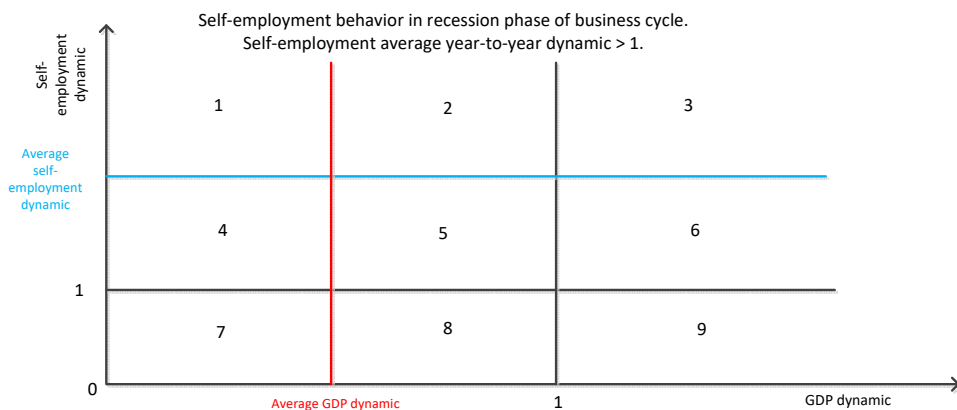 Self-employment behavior in recession phase of business cycle.
Self-employment average year-to-year dynamic > 1.
Self-
employment
dynamic
1
2
3
Average
self-
employment
dynamic
4
5
6
1
7
8
9
0
Average GDP dynamic
1
GDP dynamic